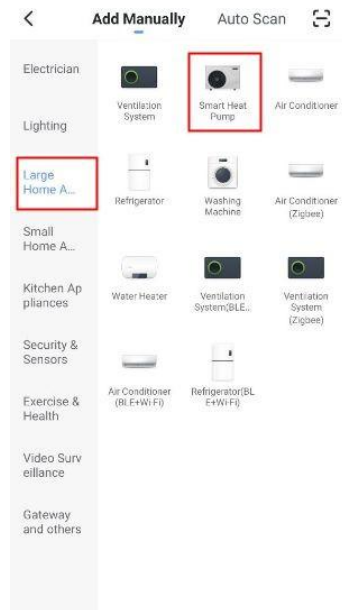 Add Manually
Auto Scan
Electrician
Lighting
Large
Home A...
Small
Home A...
Kitchen Ap
pliances
Security &
Sensors
Exercise &
Health
Video Surv
eillance
Gateway
and others
Ventilation
System
Smart Heat
Pump
Air Conditioner
Refrigerator
Washing
Machine
Air Conditioner
(Zigbee)
Water Heater
Ventilation
System(BLE..
Ventilation
System
(Zigbee)
Air Conditioner
(BLE+Wi-Fi)
Refrigerator(BL
E+Wi-Fi)